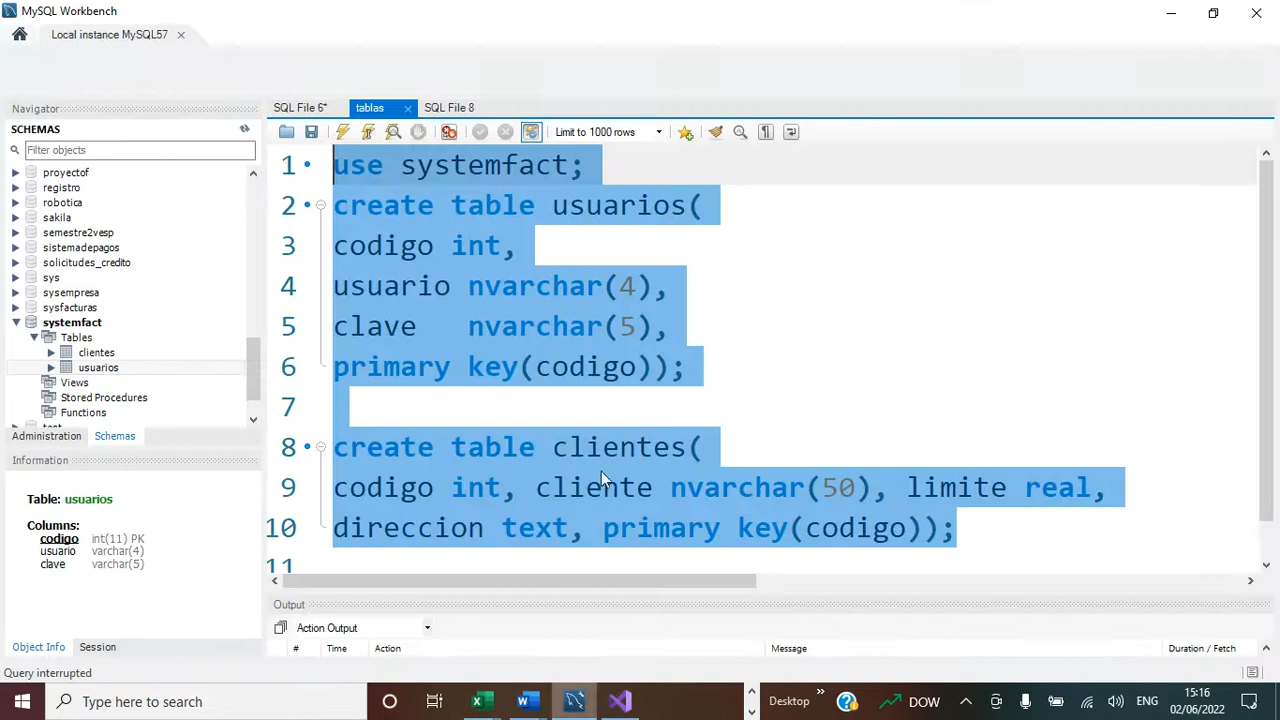 MySQL Workbench
Local instance MySQL57
Navigator:
SCHEMAS
Filter objects
proyectof
registro
robotica
sakila
semestre2vesp
sistemadepagos
solicitudes_credito
sys
sysempresa
sysfacturas
systemfact
Tables
clientes
usuarios
Views
Stored Procedures
Functions
Administration Schemas
Information
Table: usuarios
Columns:
codigo int(11) PK
usuario varchar(4)
clave varchar(5)
Object Info Session
Query interrupted
SQL File 6* tablas SQL File 8
Limit to 1000 rows
1 use systemfact;
2 create table usuarios(
3 codigo int,
4 usuario nvarchar(4),
5 clave nvarchar(5),
6 primary key(codigo));
7
8 create table clientes(
9 codigo int, cliente nvarchar(50), limite real,
10 direccion text, primary key(codigo));
11
Output
Action Output
# Time Action Message Duration / Fetch
Type here to search
Desktop
DOW
ENG
15:16
02/06/2022